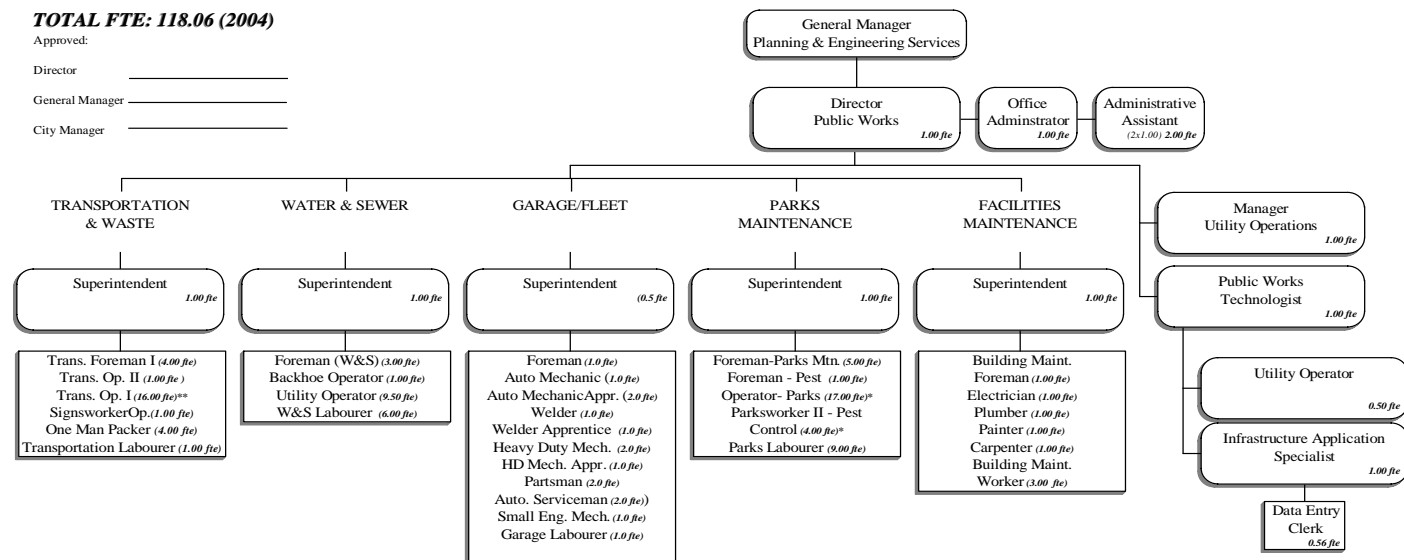 TOTAL FTE: 118.06 (2004)
Approved:
Director
General Manager
City Manager
General Manager
Planning & Engineering Services
Director
Public Works
1.00 fte
Office
Adminstrator
1.00 fte
Administrative
Assistant
(2x1.00) 2.00 fte
TRANSPORTATION
& WASTE
WATER & SEWER
GARAGE/FLEET
PARKS
MAINTENANCE
FACILITIES
MAINTENANCE
Manager
Utility Operations
1.00 fte
Superintendent
1.00 fte
Superintendent
1.00 fte
Superintendent
(0.5 fte
Superintendent
1.00 fte
Superintendent
1.00 fte
Public Works
Technologist
1.00 fte
Trans. Foreman I (4.00 fte)
Trans. Op. II (1.00 fte )
Trans. Op. I (16.00 fte)**
SignsworkerOp.(1.00 fte)
One Man Packer (4.00 fte)
Transportation Labourer (1.00 fte)
Foreman (W&S) (3.00 fte)
Backhoe Operator (1.00 fte)
Utility Operator (9.50 fte)
W&S Labourer (6.00 fte)
Foreman (1.0 fte)
Auto Mechanic (1.0 fte)
Auto MechanicAppr. (2.0 fte)
Welder (1.0 fte)
Welder Apprentice (1.0 fte)
Heavy Duty Mech. (2.0 fte)
HD Mech. Appr. (1.0 fte)
Partsman (2.0 fte)
Auto. Serviceman (2.0 fte))
Small Eng. Mech. (1.0 fte)
Garage Labourer (1.0 fte)
Foreman-Parks Mtn. (5.00 fte)
Foreman - Pest (1.00 fte)
Operator- Parks (17.00 fte)*
Parksworker II - Pest
Control (4.00 fte)*
Parks Labourer (9.00 fte)
Building Maint.
Foreman (1.00 fte)
Electrician (1.00 fte)
Plumber (1.00 fte)
Painter (1.00 fte)
Carpenter (1.00 fte)
Building Maint.
Worker (3.00 fte)
Utility Operator
0.50 fte
Infrastructure Application
Specialist
1.00 fte
Data Entry
Clerk
0.56 fte